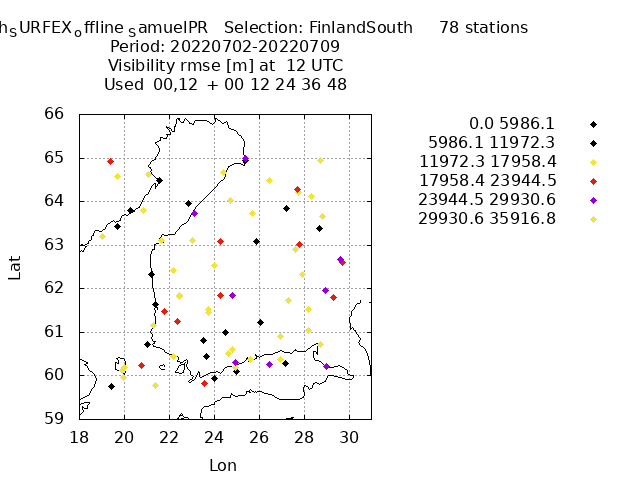 h_SURFEX_offline_SamuelPR   Selection: FinlandSouth     78 stations
Period: 20220702-20220709
Visibility rmse [m] at  12 UTC
Used  00,12  + 00 12 24 36 48
0.0 5986.1
5986.1 11972.3
11972.3 17958.4
17958.4 23944.5
23944.5 29930.6
29930.6 35916.8
66
65
64
63
62
61
60
59
Lat
18 20 22 24 26 28 30
Lon